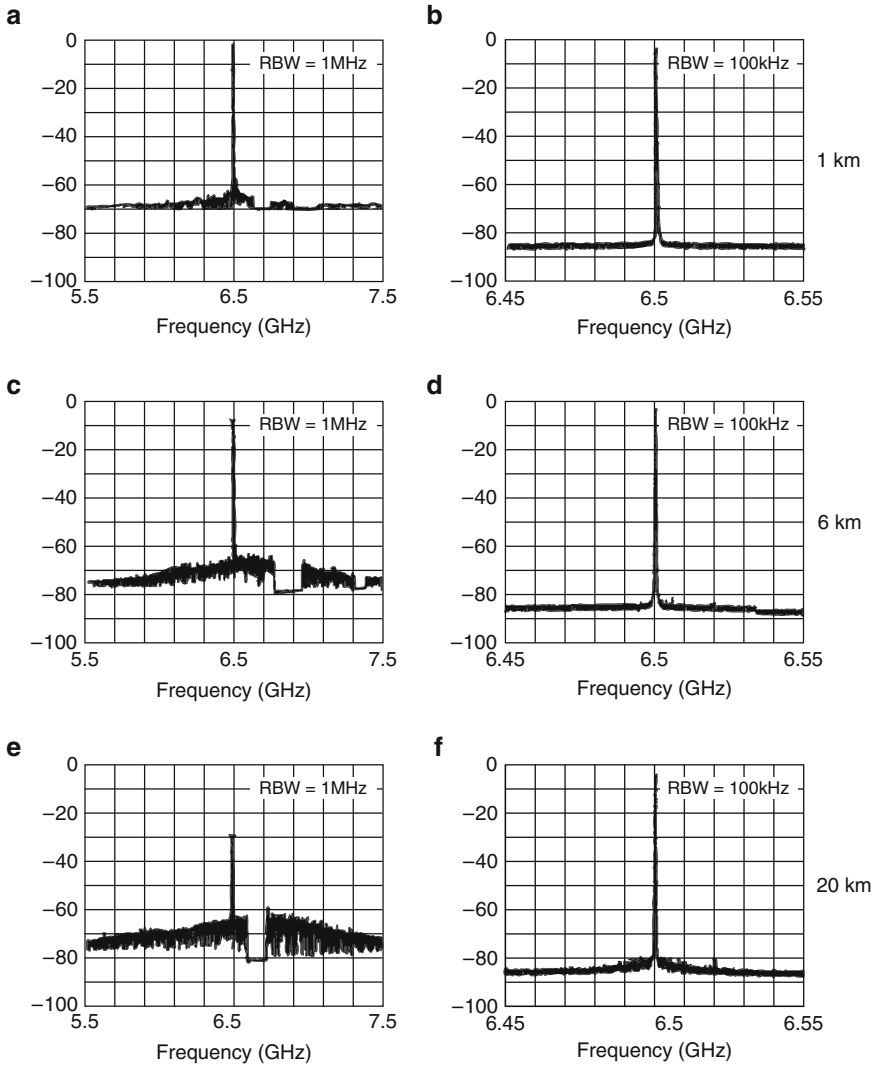 a
b
0
−20
−40
−60
−80
−100
RBW = 1MHz
5.5
6.5
7.5
Frequency (GHz)
0
−20
−40
−60
−80
−100
RBW = 100kHz
6.45
6.5
6.55
Frequency (GHz)
1 km
c
d
0
−20
−40
−60
−80
−100
RBW = 1MHz
5.5
6.5
7.5
Frequency (GHz)
0
−20
−40
−60
−80
−100
RBW = 100kHz
6.45
6.5
6.55
Frequency (GHz)
6 km
e
f
0
−20
−40
−60
−80
−100
RBW = 1MHz
5.5
6.5
7.5
Frequency (GHz)
0
−20
−40
−60
−80
−100
RBW = 100kHz
6.45
6.5
6.55
Frequency (GHz)
20 km